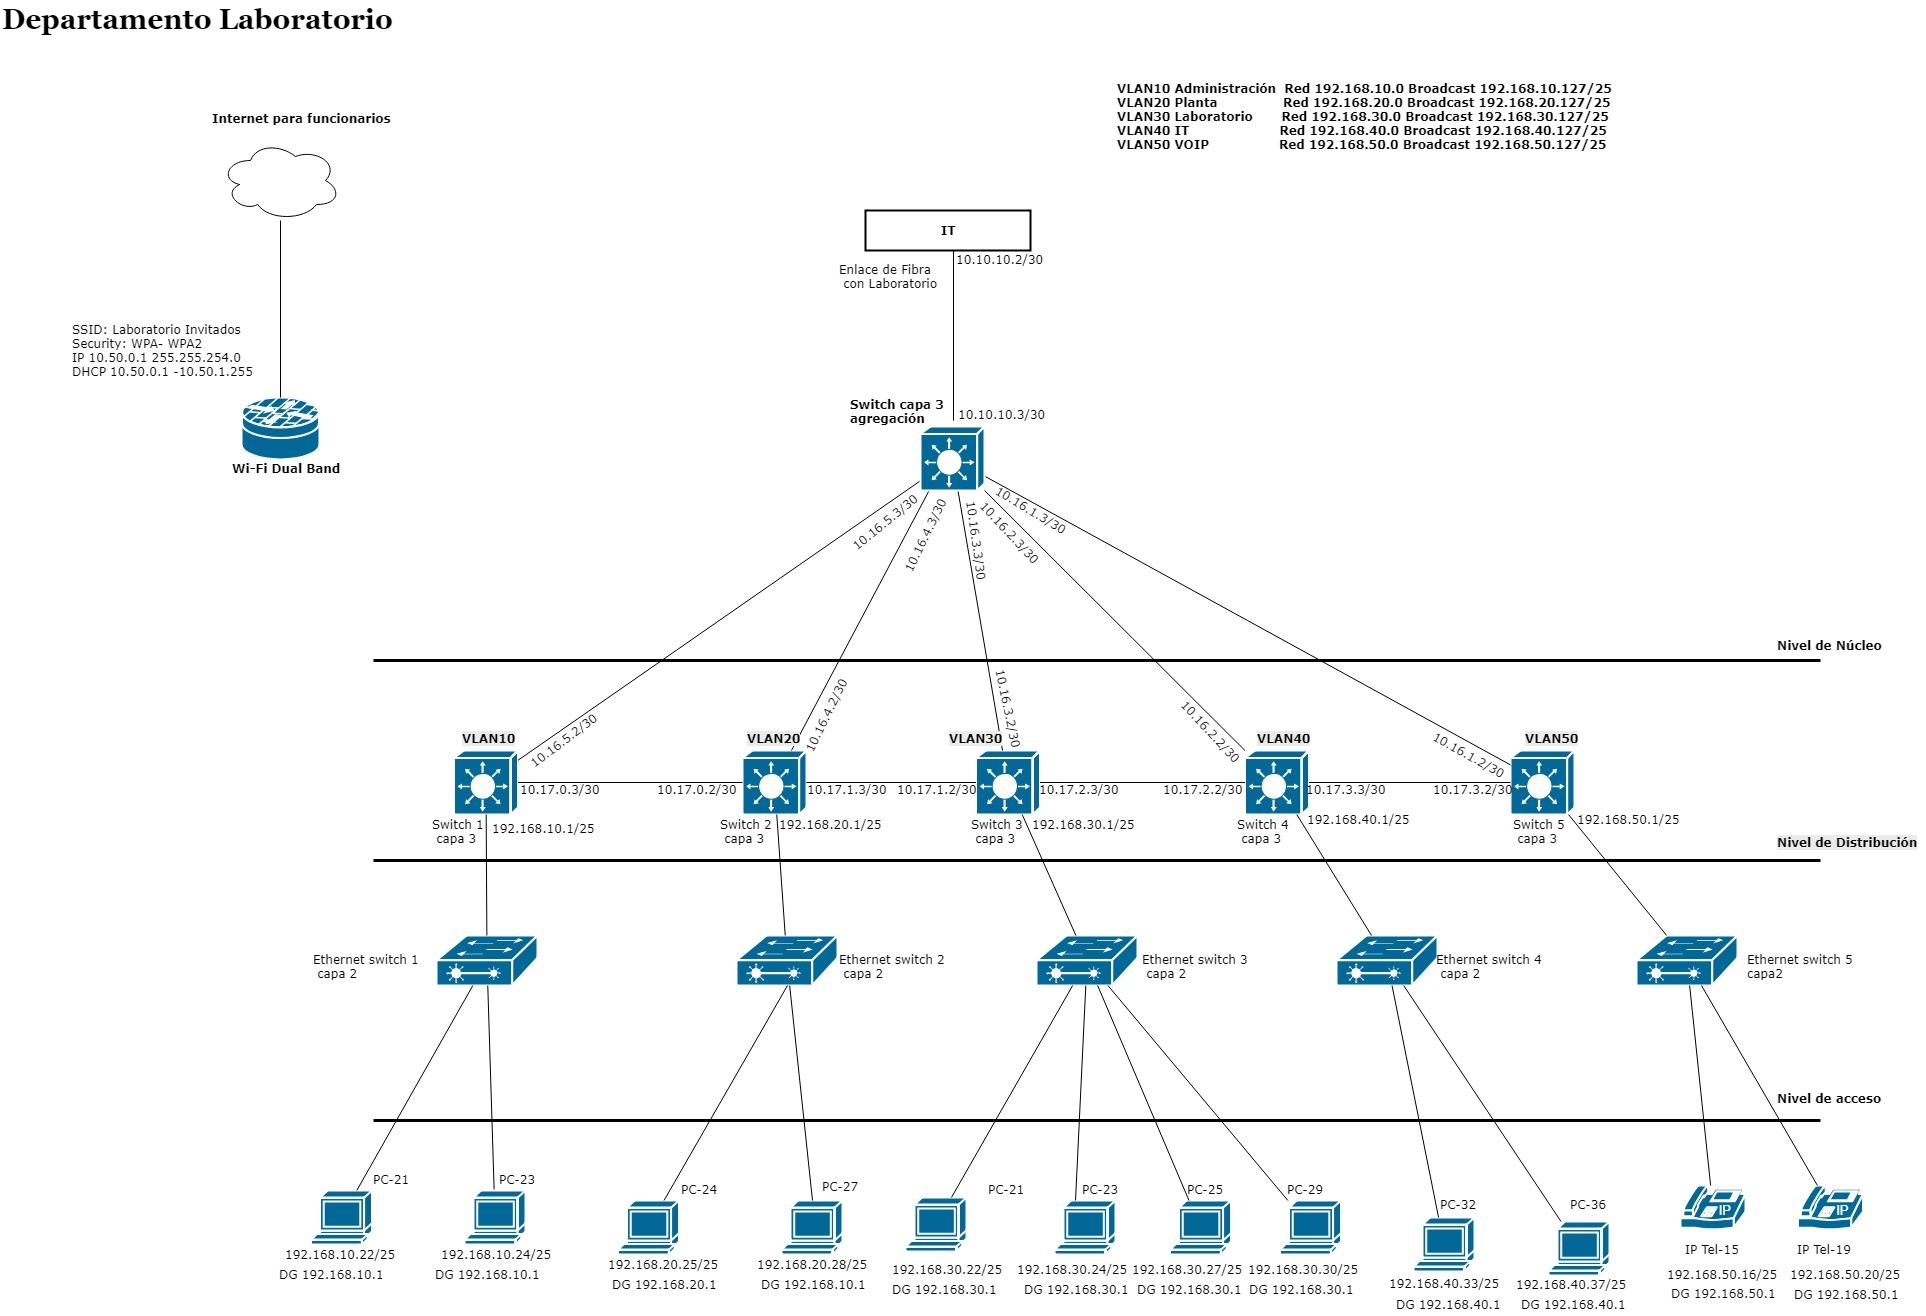 Departamento Laboratorio
Internet para funcionarios
VLAN10 Administración Red 192.168.10.0 Broadcast 192.168.10.127/25
VLAN20 Planta Red 192.168.20.0 Broadcast 192.168.20.127/25
VLAN30 Laboratorio Red 192.168.30.0 Broadcast 192.168.30.127/25
VLAN40 IT Red 192.168.40.0 Broadcast 192.168.40.127/25
VLAN50 VOIP Red 192.168.50.0 Broadcast 192.168.50.127/25
IT
10.10.10.2/30
Enlace de Fibra
con Laboratorio
SSID: Laboratorio Invitados
Security: WPA- WPA2
IP 10.50.0.1 255.255.254.0
DHCP 10.50.0.1 -10.50.1.255
Wi-Fi Dual Band
Switch capa 3
agregación
10.10.10.3/30
10.16.5.3/30
10.16.4.3/30
10.16.3.3/30
10.16.2.3/30
10.16.1.3/30
Nivel de Núcleo
10.16.5.2/30
10.16.4.2/30
10.16.3.2/30
10.16.2.2/30
10.16.1.2/30
VLAN10
VLAN20
VLAN30
VLAN40
VLAN50
10.17.0.3/30
10.17.0.2/30
10.17.1.3/30
10.17.1.2/30
10.17.2.3/30
10.17.2.2/30
10.17.3.3/30
10.17.3.2/30
Switch 1
capa 3
192.168.10.1/25
Switch 2
capa 3
192.168.20.1/25
Switch 3
capa 3
192.168.30.1/25
Switch 4
capa 3
192.168.40.1/25
Switch 5
capa 3
192.168.50.1/25
Nivel de Distribución
Ethernet switch 1
capa 2
Ethernet switch 2
capa 2
Ethernet switch 3
capa 2
Ethernet switch 4
capa 2
Ethernet switch 5
capa2
Nivel de acceso
PC-21
192.168.10.22/25
DG 192.168.10.1
PC-23
192.168.10.24/25
DG 192.168.10.1
PC-24
192.168.20.25/25
DG 192.168.20.1
PC-27
192.168.20.28/25
DG 192.168.10.1
PC-21
192.168.30.22/25
DG 192.168.30.1
PC-23
192.168.30.24/25
DG 192.168.30.1
PC-25
192.168.30.27/25
DG 192.168.30.1
PC-29
192.168.30.30/25
DG 192.168.30.1
PC-32
192.168.40.33/25
DG 192.168.40.1
PC-36
192.168.40.37/25
DG 192.168.40.1
IP
IP Tel-15
192.168.50.16/25
DG 192.168.50.1
IP
IP Tel-19
192.168.50.20/25
DG 192.168.50.1